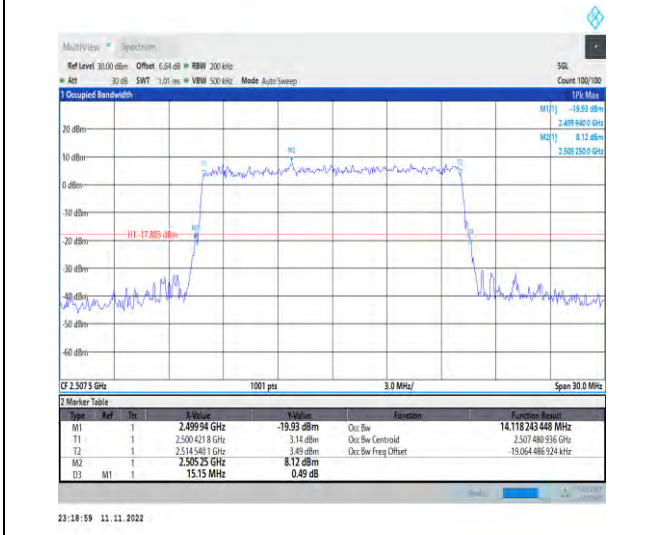 MultiView Spectrum
Ref Level 30.00 dBm Offset 6.64 dB RBW 200 kHz SGL
Att 30 dB SWT 1.01 ms VBW 500 kHz Mode Auto Sweep Count 100/100
1 Occupied Bandwidth 1Pk Max
M1[1] -19.93 dBm
2.499 940 0 GHz
M2[1] 8.12 dBm
2.505 250 0 GHz
20 dBm
M2
10 dBm
T1 T2
0 dBm
-10 dBm
M1 D3
H1 -17.885 dBm
-20 dBm
-30 dBm
-40 dBm
-50 dBm
-60 dBm
CF 2.507 5 GHz 1001 pts 3.0 MHz/ Span 30.0 MHz
2 Marker Table
Type Ref Trc X-Value Y-Value Function Function Result
M1 1 2.499 94 GHz -19.93 dBm Occ Bw 14.118 243 448 MHz
T1 1 2.500 421 8 GHz 3.14 dBm Occ Bw Centroid 2.507 480 936 GHz
T2 1 2.514 540 1 GHz 3.49 dBm Occ Bw Freq Offset -19.064 486 924 kHz
M2 1 2.505 25 GHz 8.12 dBm
D3 M1 1 15.15 MHz 0.49 dB
23:18:59 11.11.2022